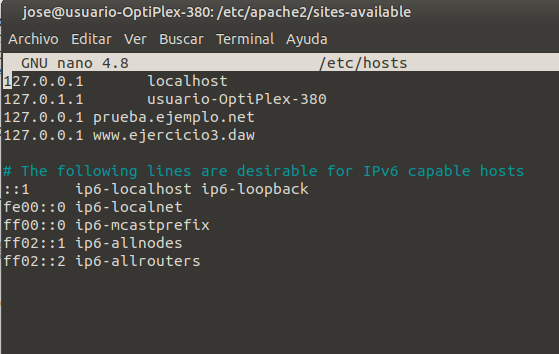 jose@usuario-OptiPlex-380: /etc/apache2/sites-available
Archivo Editar Ver Buscar Terminal Ayuda
GNU nano 4.8 /etc/hosts
127.0.0.1 localhost
127.0.1.1 usuario-OptiPlex-380
127.0.0.1 prueba.ejemplo.net
127.0.0.1 www.ejercicio3.daw
# The following lines are desirable for IPv6 capable hosts
::1 ip6-localhost ip6-loopback
fe00::0 ip6-localnet
ff00::0 ip6-mcastprefix
ff02::1 ip6-allnodes
ff02::2 ip6-allrouters